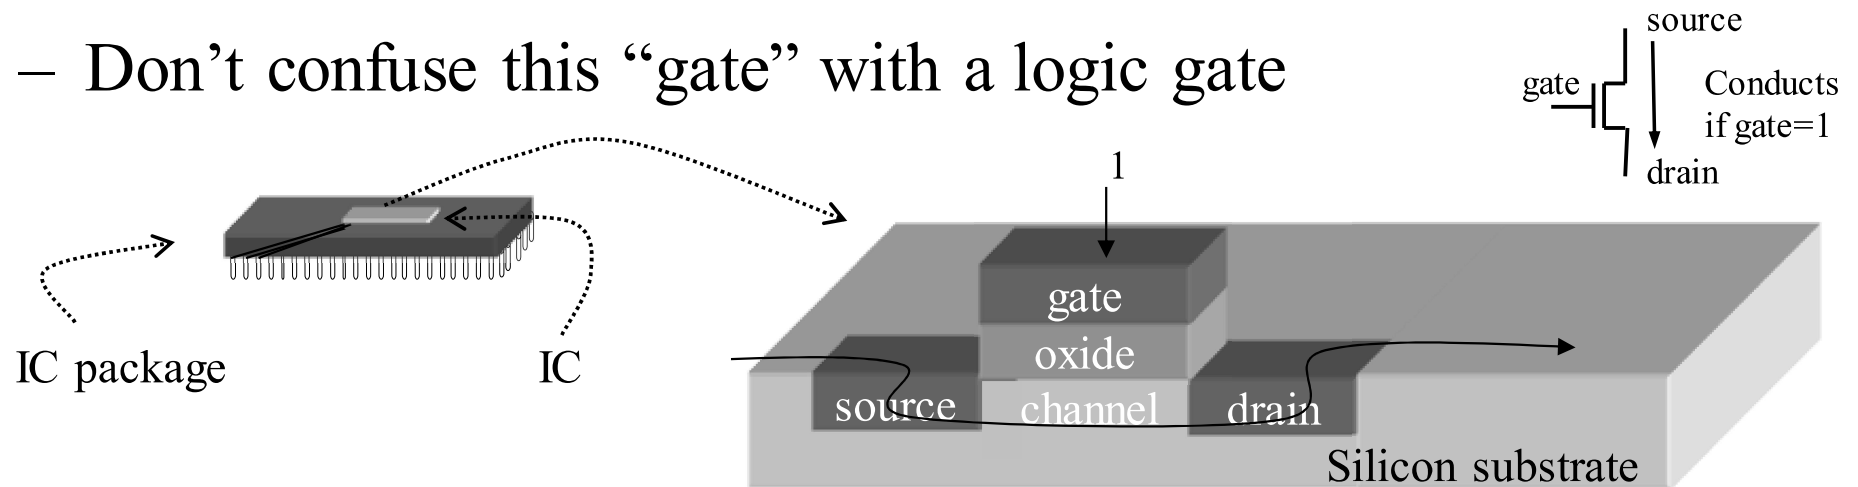 – Don’t confuse this “gate” with a logic gate
source
gate
Conducts
if gate=1
drain
1
IC package
IC
gate
oxide
source
channel
drain
Silicon substrate